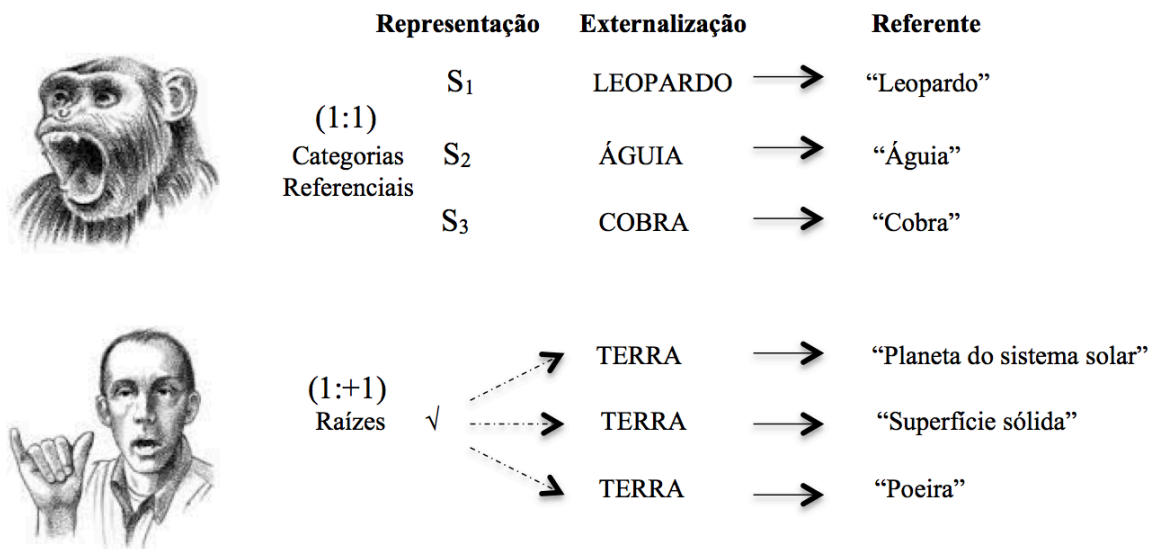 Representação Externalização Referente
S₁ LEOPARDO “Leopardo”
(1:1)
Categorias
Referenciais
S₂ ÁGUIA “Águia”
S₃ COBRA “Cobra”
TERRA “Planeta do sistema solar”
(1:+1)
Raízes √ TERRA “Superfície sólida”
TERRA “Poeira”